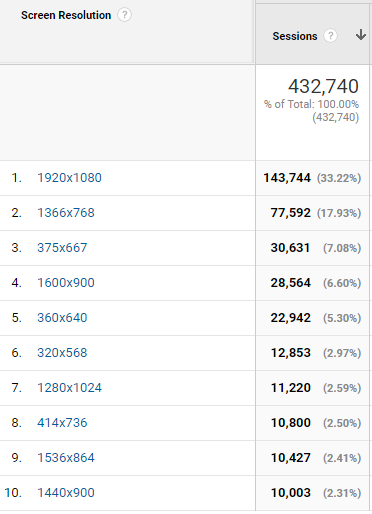 Screen Resolution ?
Sessions ?
432,740
% of Total: 100.00%
(432,740)
1. 1920x1080 143,744 (33.22%)
2. 1366x768 77,592 (17.93%)
3. 375x667 30,631 (7.08%)
4. 1600x900 28,564 (6.60%)
5. 360x640 22,942 (5.30%)
6. 320x568 12,853 (2.97%)
7. 1280x1024 11,220 (2.59%)
8. 414x736 10,800 (2.50%)
9. 1536x864 10,427 (2.41%)
10. 1440x900 10,003 (2.31%)